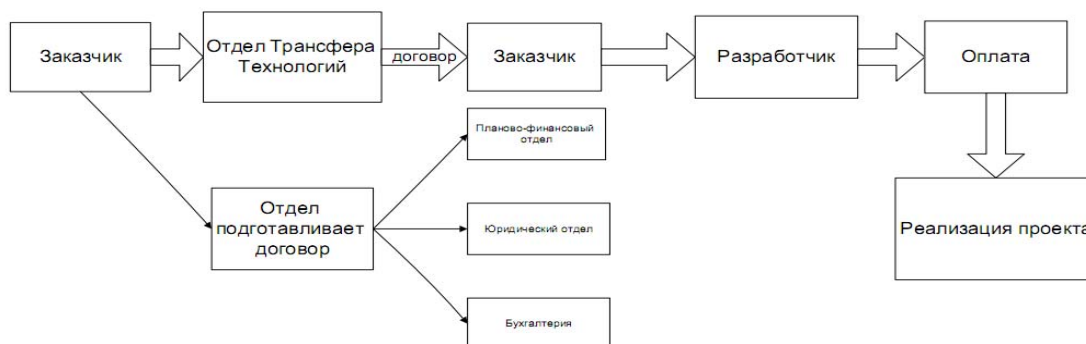 Заказчик
Отдел Трансфера
Технологий
договор
Заказчик
Разработчик
Оплата
Планово-финансовый
отдел
Отдел
подготавливает
договор
Юридический отдел
Реализация проекта
Бухгалтерия